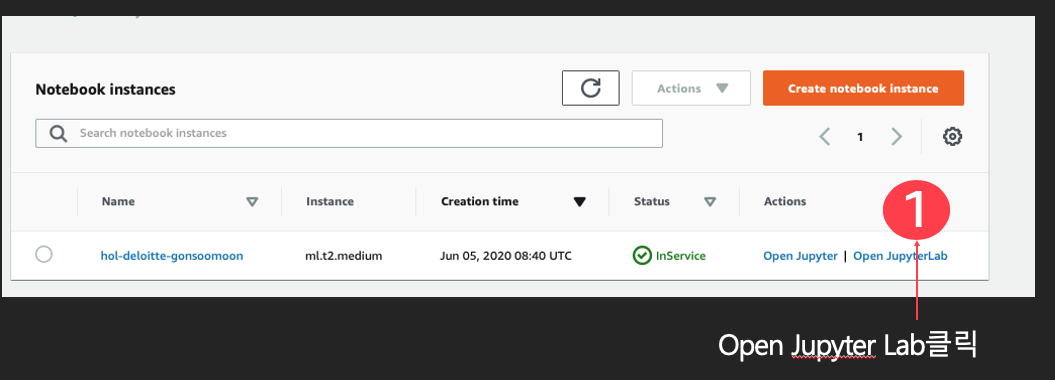 Notebook instances
Actions
Create notebook instance
Search notebook instances
1
Name
Instance
Creation time
Status
Actions
1
hol-deloitte-gonsoomoon
ml.t2.medium
Jun 05, 2020 08:40 UTC
InService
Open Jupyter | Open JupyterLab
Open Jupyter Lab클릭